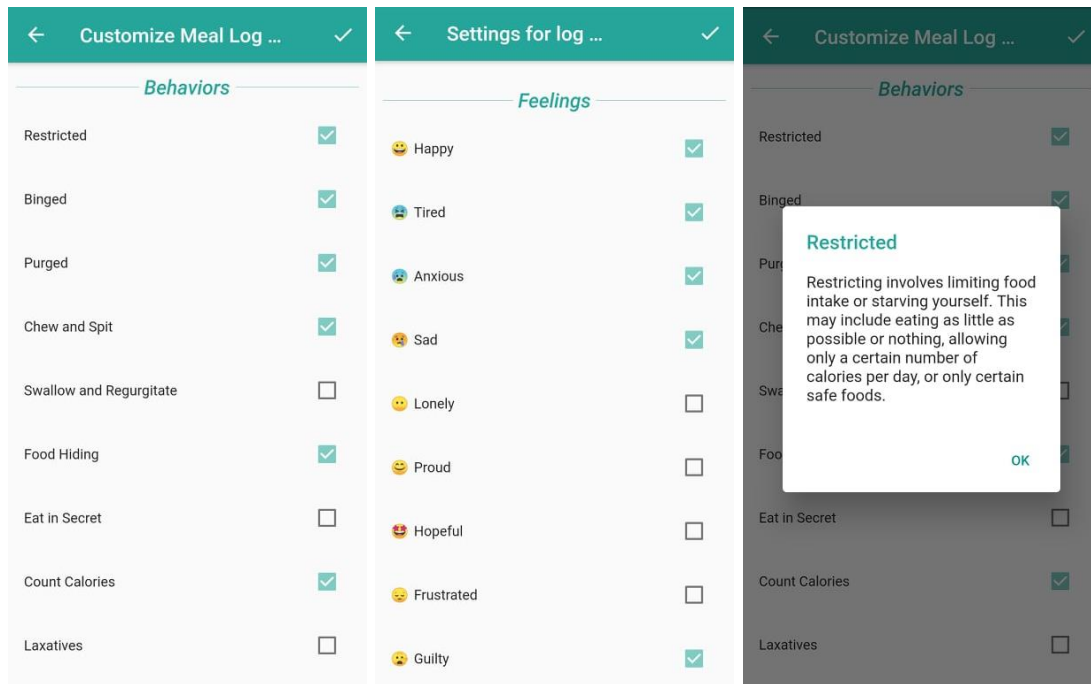 Customize Meal Log ...
Behaviors
Restricted
Binged
Purged
Chew and Spit
Swallow and Regurgitate
Food Hiding
Eat in Secret
Count Calories
Laxatives
Settings for log ...
Feelings
Happy
Tired
Anxious
Sad
Lonely
Proud
Hopeful
Frustrated
Guilty
Customize Meal Log ...
Behaviors
Restricted
Binged
Restricted
Restricting involves limiting food
intake or starving yourself. This
may include eating as little as
possible or nothing, allowing
only a certain number of
calories per day, or only certain
safe foods.
OK
Pur
Che
Swa
Foo
Eat in Secret
Count Calories
Laxatives